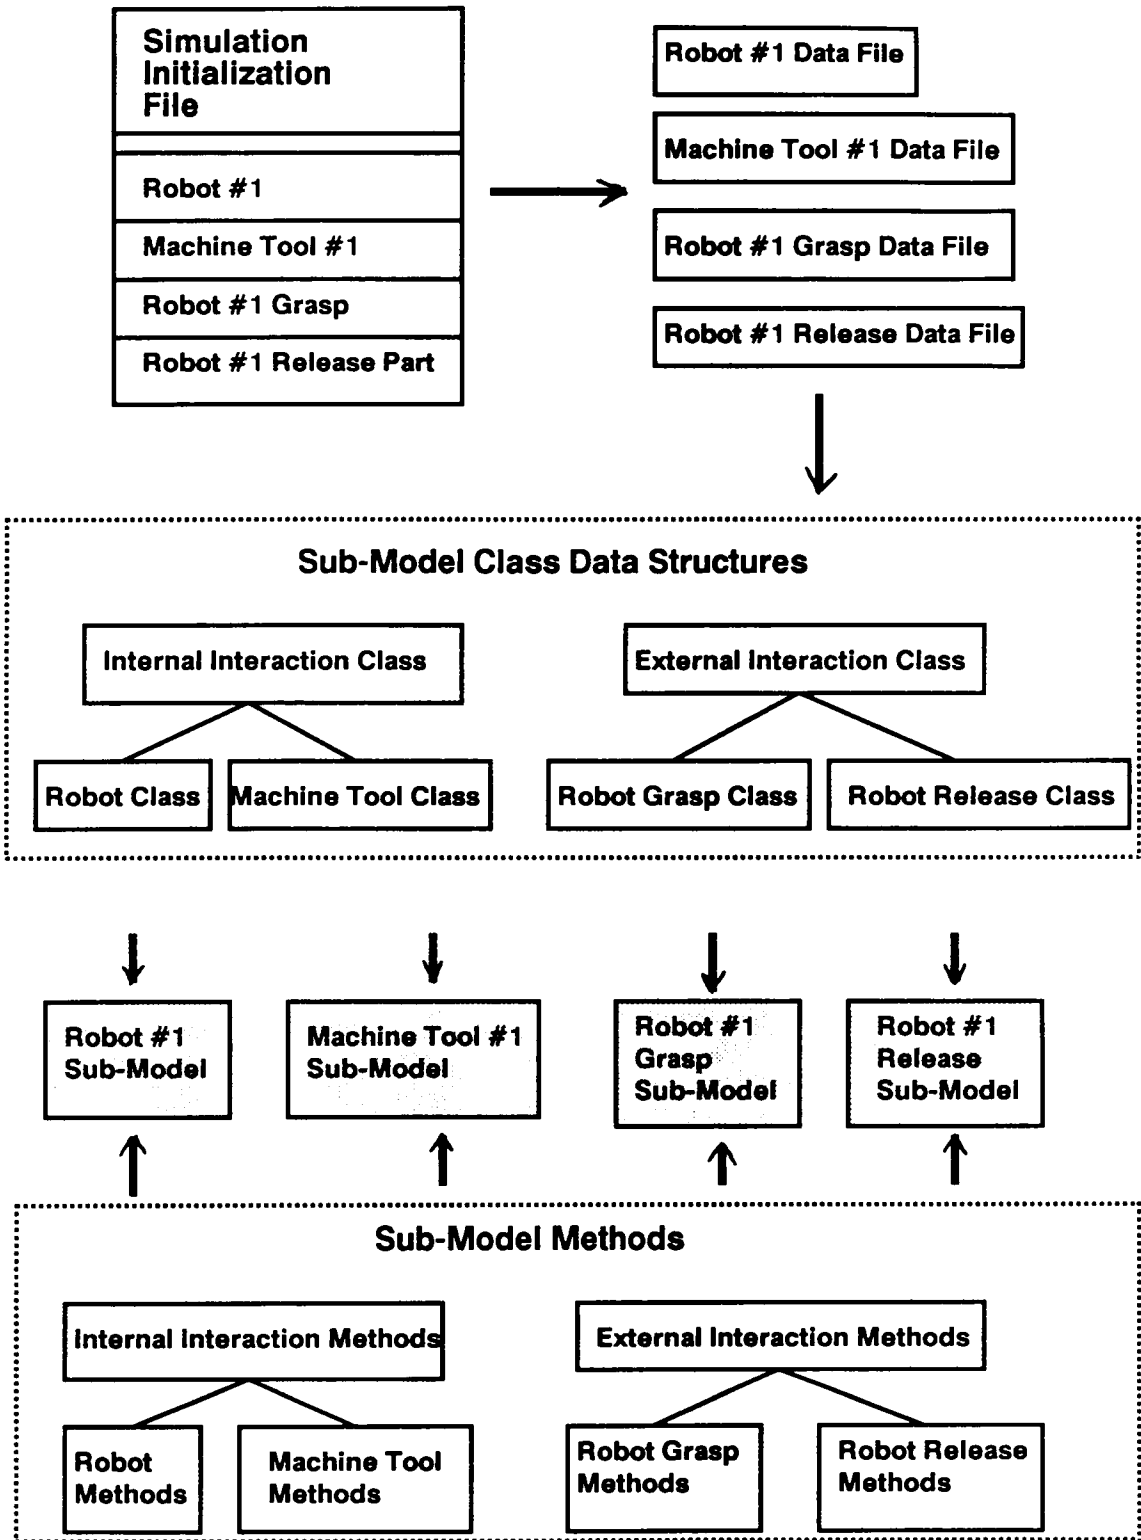 Simulation
Initialization
File
Robot #1
Machine Tool #1
Robot #1 Grasp
Robot #1 Release Part
Robot #1 Data File
Machine Tool #1 Data File
Robot #1 Grasp Data File
Robot #1 Release Data File
Sub-Model Class Data Structures
Internal Interaction Class
External Interaction Class
Robot Class
Machine Tool Class
Robot Grasp Class
Robot Release Class
Robot #1
Sub-Model
Machine Tool #1
Sub-Model
Robot #1
Grasp
Sub-Model
Robot #1
Release
Sub-Model
Sub-Model Methods
Internal Interaction Methods
External Interaction Methods
Robot
Methods
Machine Tool
Methods
Robot Grasp
Methods
Robot Release
Methods